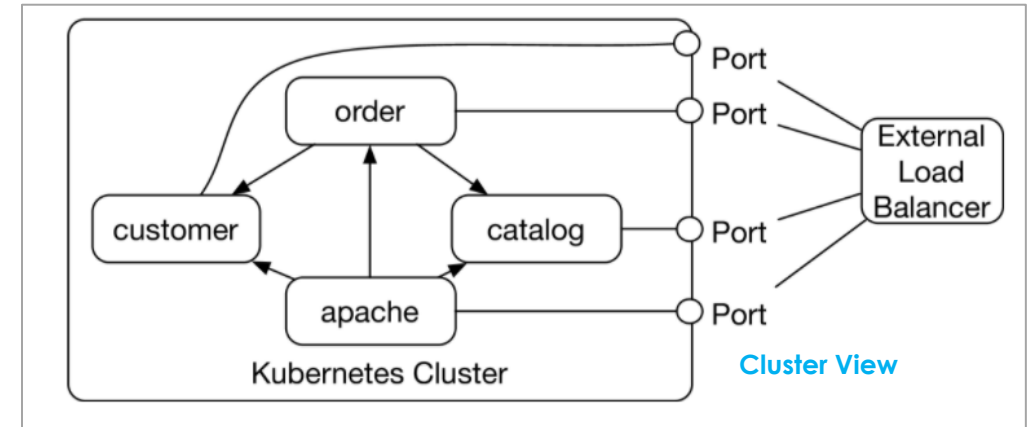 Port
order
Port
External
Load
Balancer
customer
catalog
Port
apache
Port
Kubernetes Cluster
Cluster View